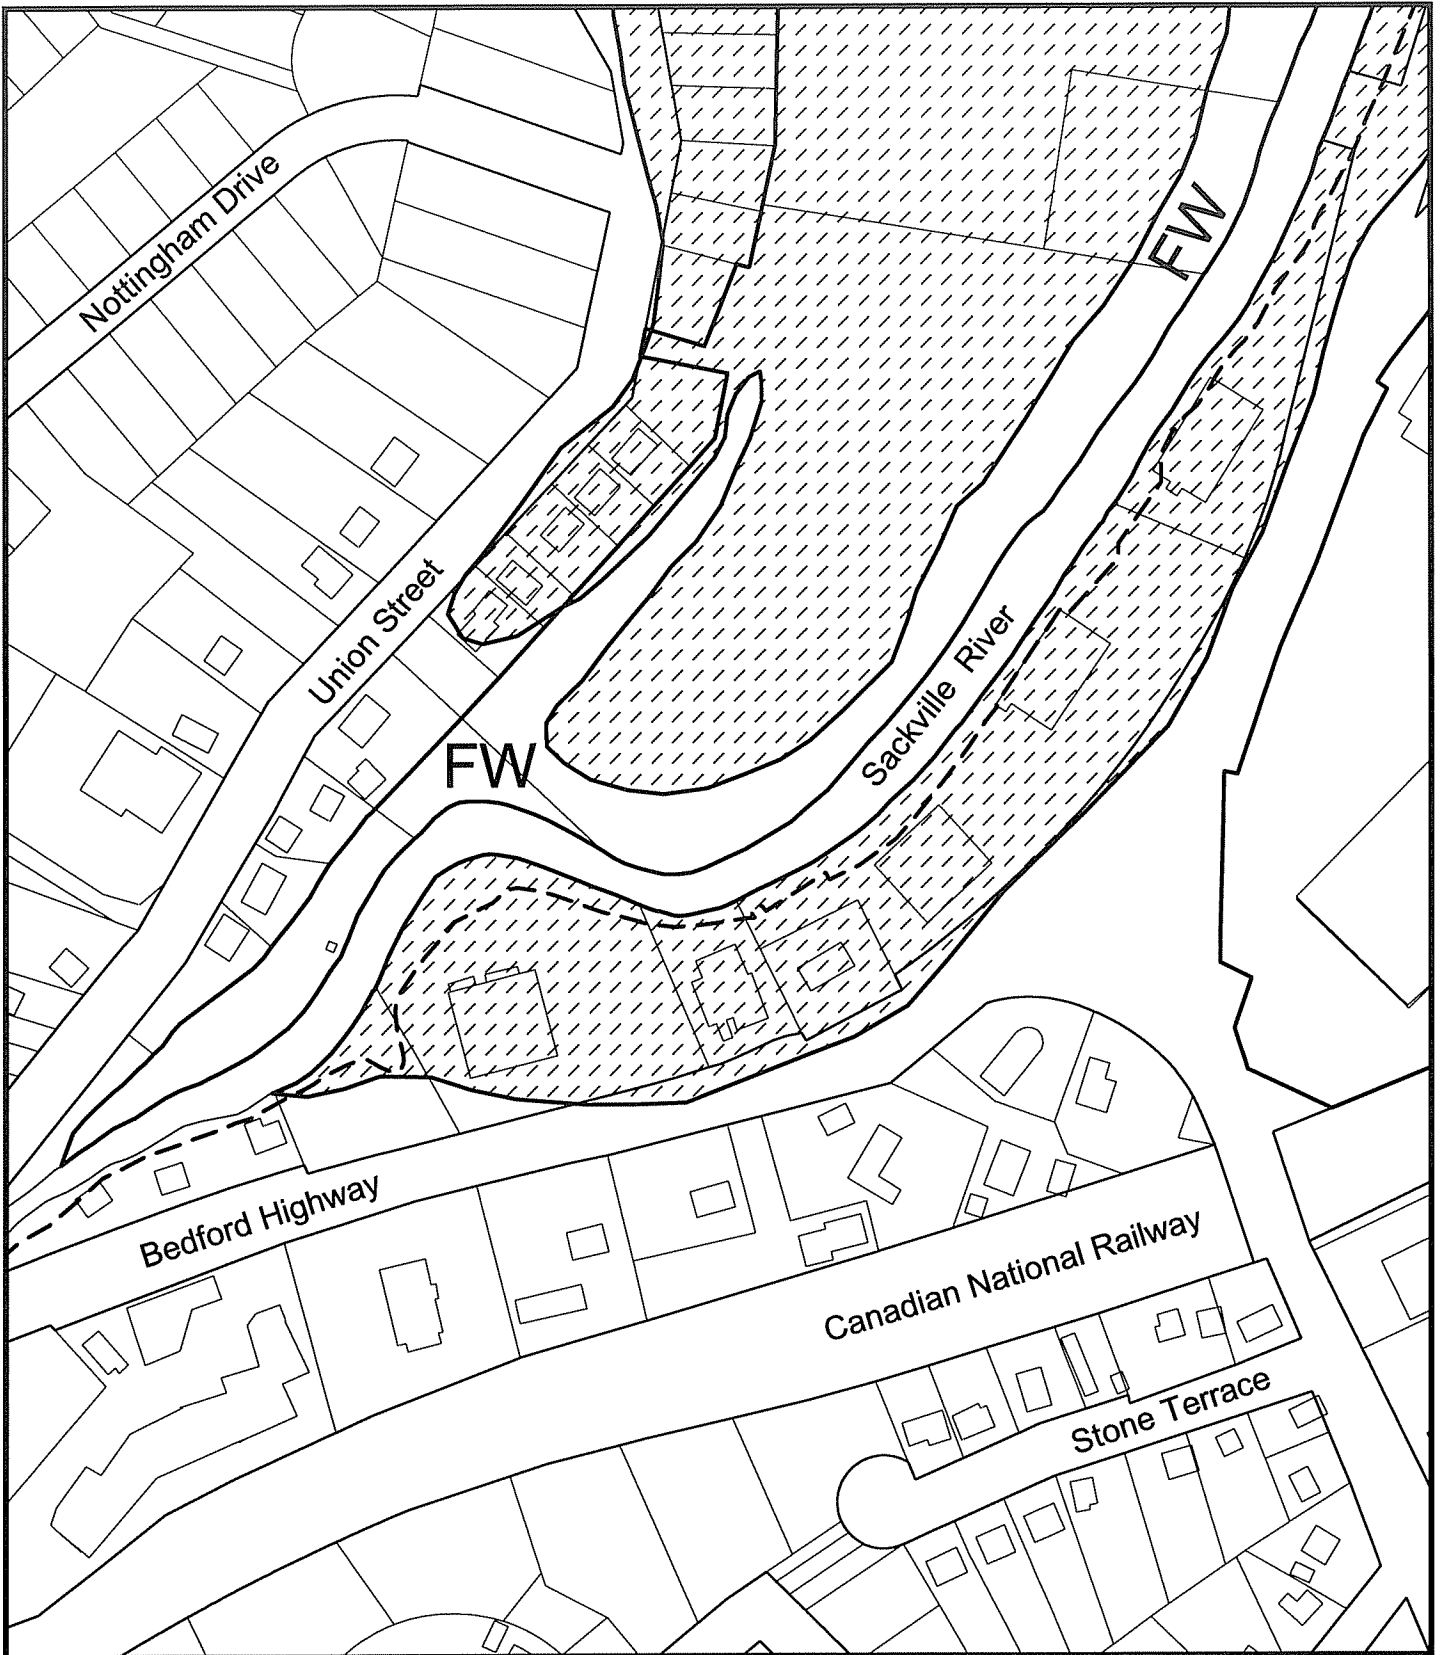 Nottingham Drive
FW
Union Street
Sackville River
FW
Bedford Highway
Canadian National Railway
Stone Terrace